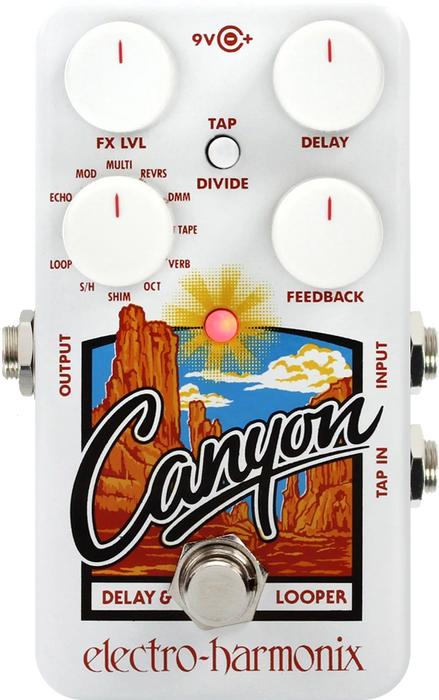 9V +
FX LVL
TAP
DELAY
DIVIDE
MULTI
MOD
REVRS
ECHO
DMM
TAPE
LOOP
VERB
S/H
OCT
SHIM
FEEDBACK
OUTPUT
INPUT
TAP IN
Canyon
DELAY & LOOPER
electro-harmonix